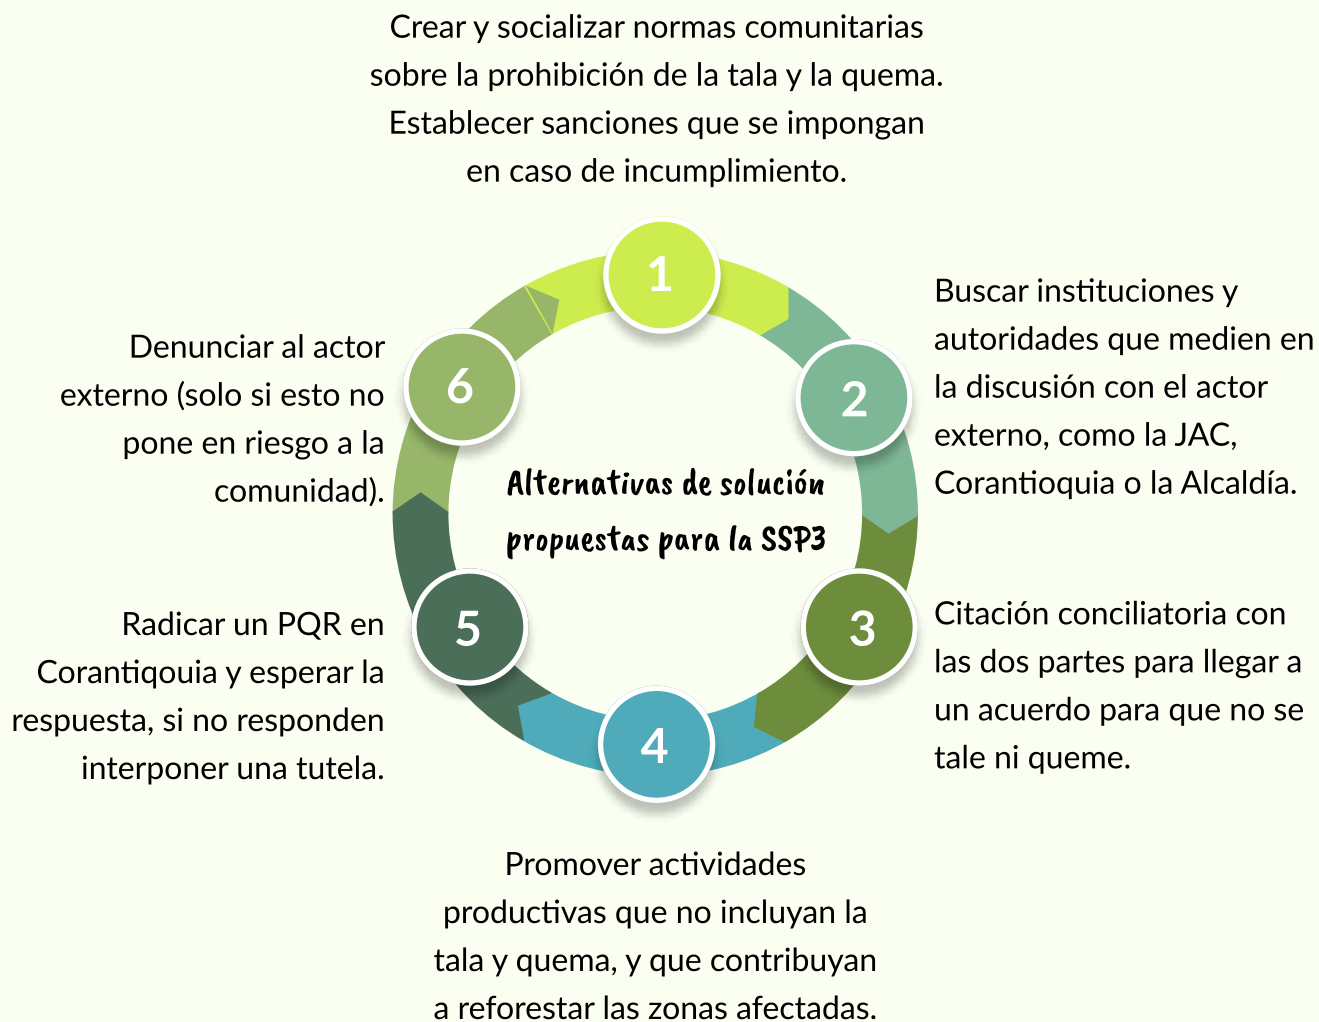 Crear y socializar normas comunitarias
sobre la prohibición de la tala y la quema.
Establecer sanciones que se impongan
en caso de incumplimiento.
1
Buscar instituciones y
autoridades que medien en
la discusión con el actor
externo, como la JAC,
Corantioquia o la Alcaldía.
2
Citación conciliatoria con
las dos partes para llegar a
un acuerdo para que no se
tale ni queme.
3
Promover actividades
productivas que no incluyan la
tala y quema, y que contribuyan
a reforestar las zonas afectadas.
4
Radicar un PQR en
Corantiqouia y esperar la
respuesta, si no responden
interponer una tutela.
5
Denunciar al actor
externo (solo si esto no
pone en riesgo a la
comunidad).
6
Alternativas de solución
propuestas para la SSP3